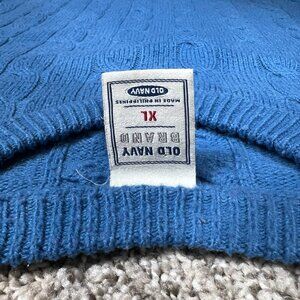 OLD NAVY
BRAND
XL
MADE IN PHILIPPINES
OLD NAVY